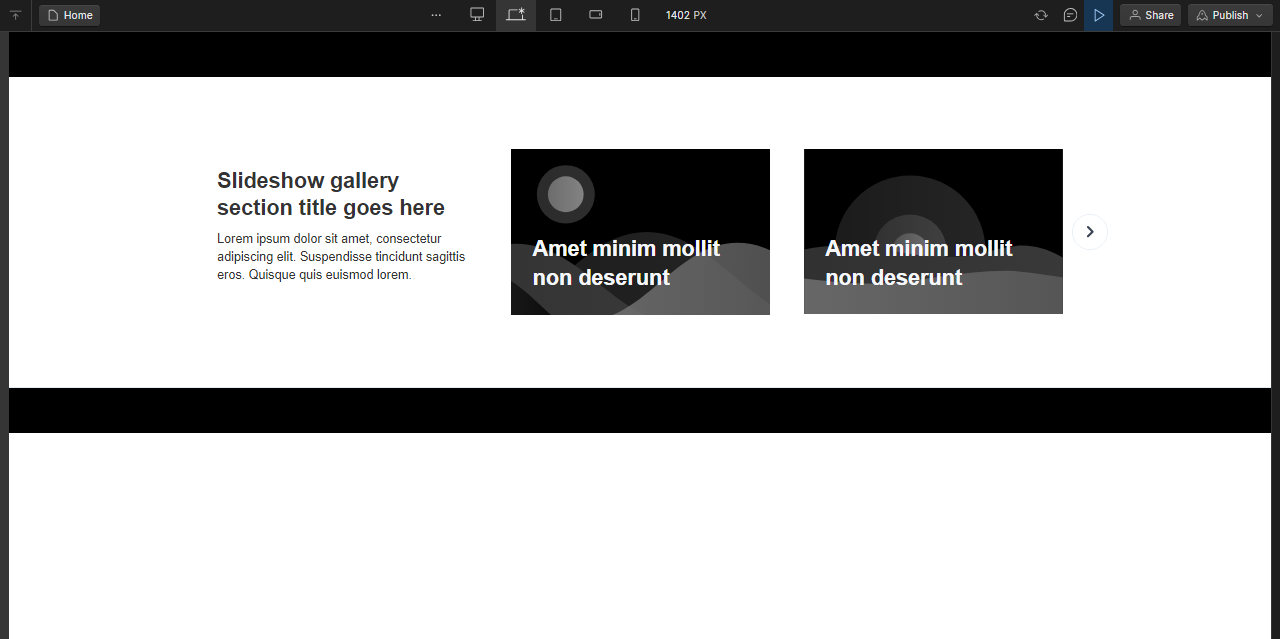 Home
1402 PX
Share
Publish
Slideshow gallery
section title goes here
Lorem ipsum dolor sit amet, consectetur
adipiscing elit. Suspendisse tincidunt sagittis
eros. Quisque quis euismod lorem.
Amet minim mollit
non deserunt
Amet minim mollit
non deserunt